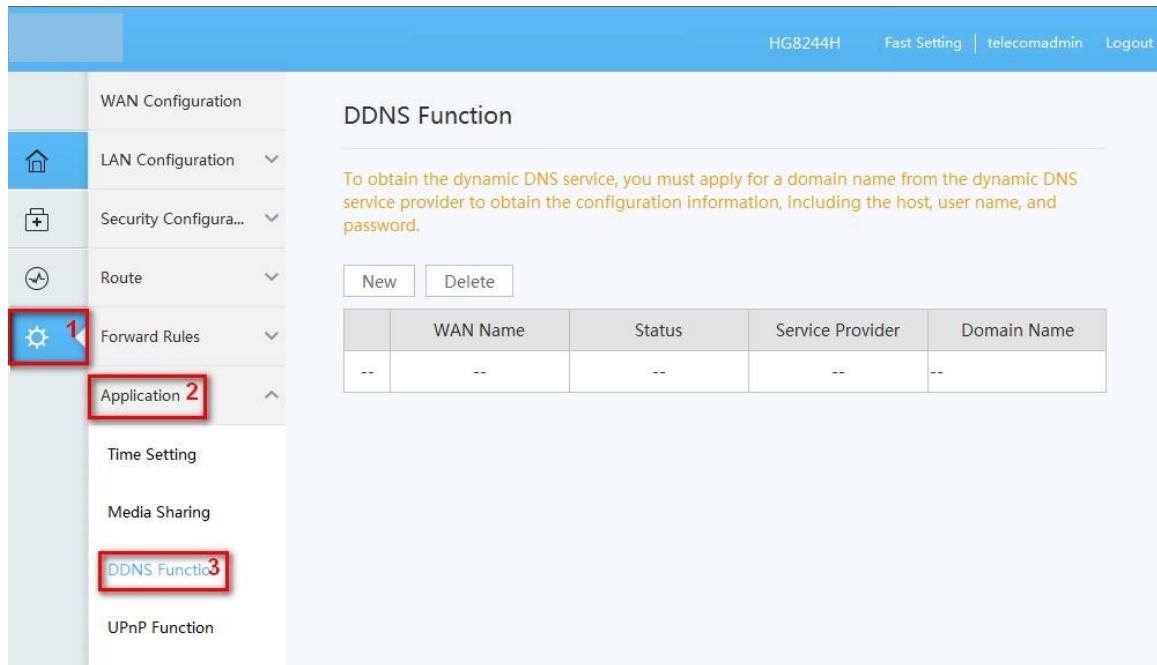 HG8244H Fast Setting telecomadmin Logout
WAN Configuration
LAN Configuration
Security Configura...
Route
1
Forward Rules
Application 2
Time Setting
Media Sharing
DDNS Functio3
UPnP Function
DDNS Function
To obtain the dynamic DNS service, you must apply for a domain name from the dynamic DNS
service provider to obtain the configuration information, including the host, user name, and
password.
New Delete
WAN Name Status Service Provider Domain Name
-- -- -- -- --